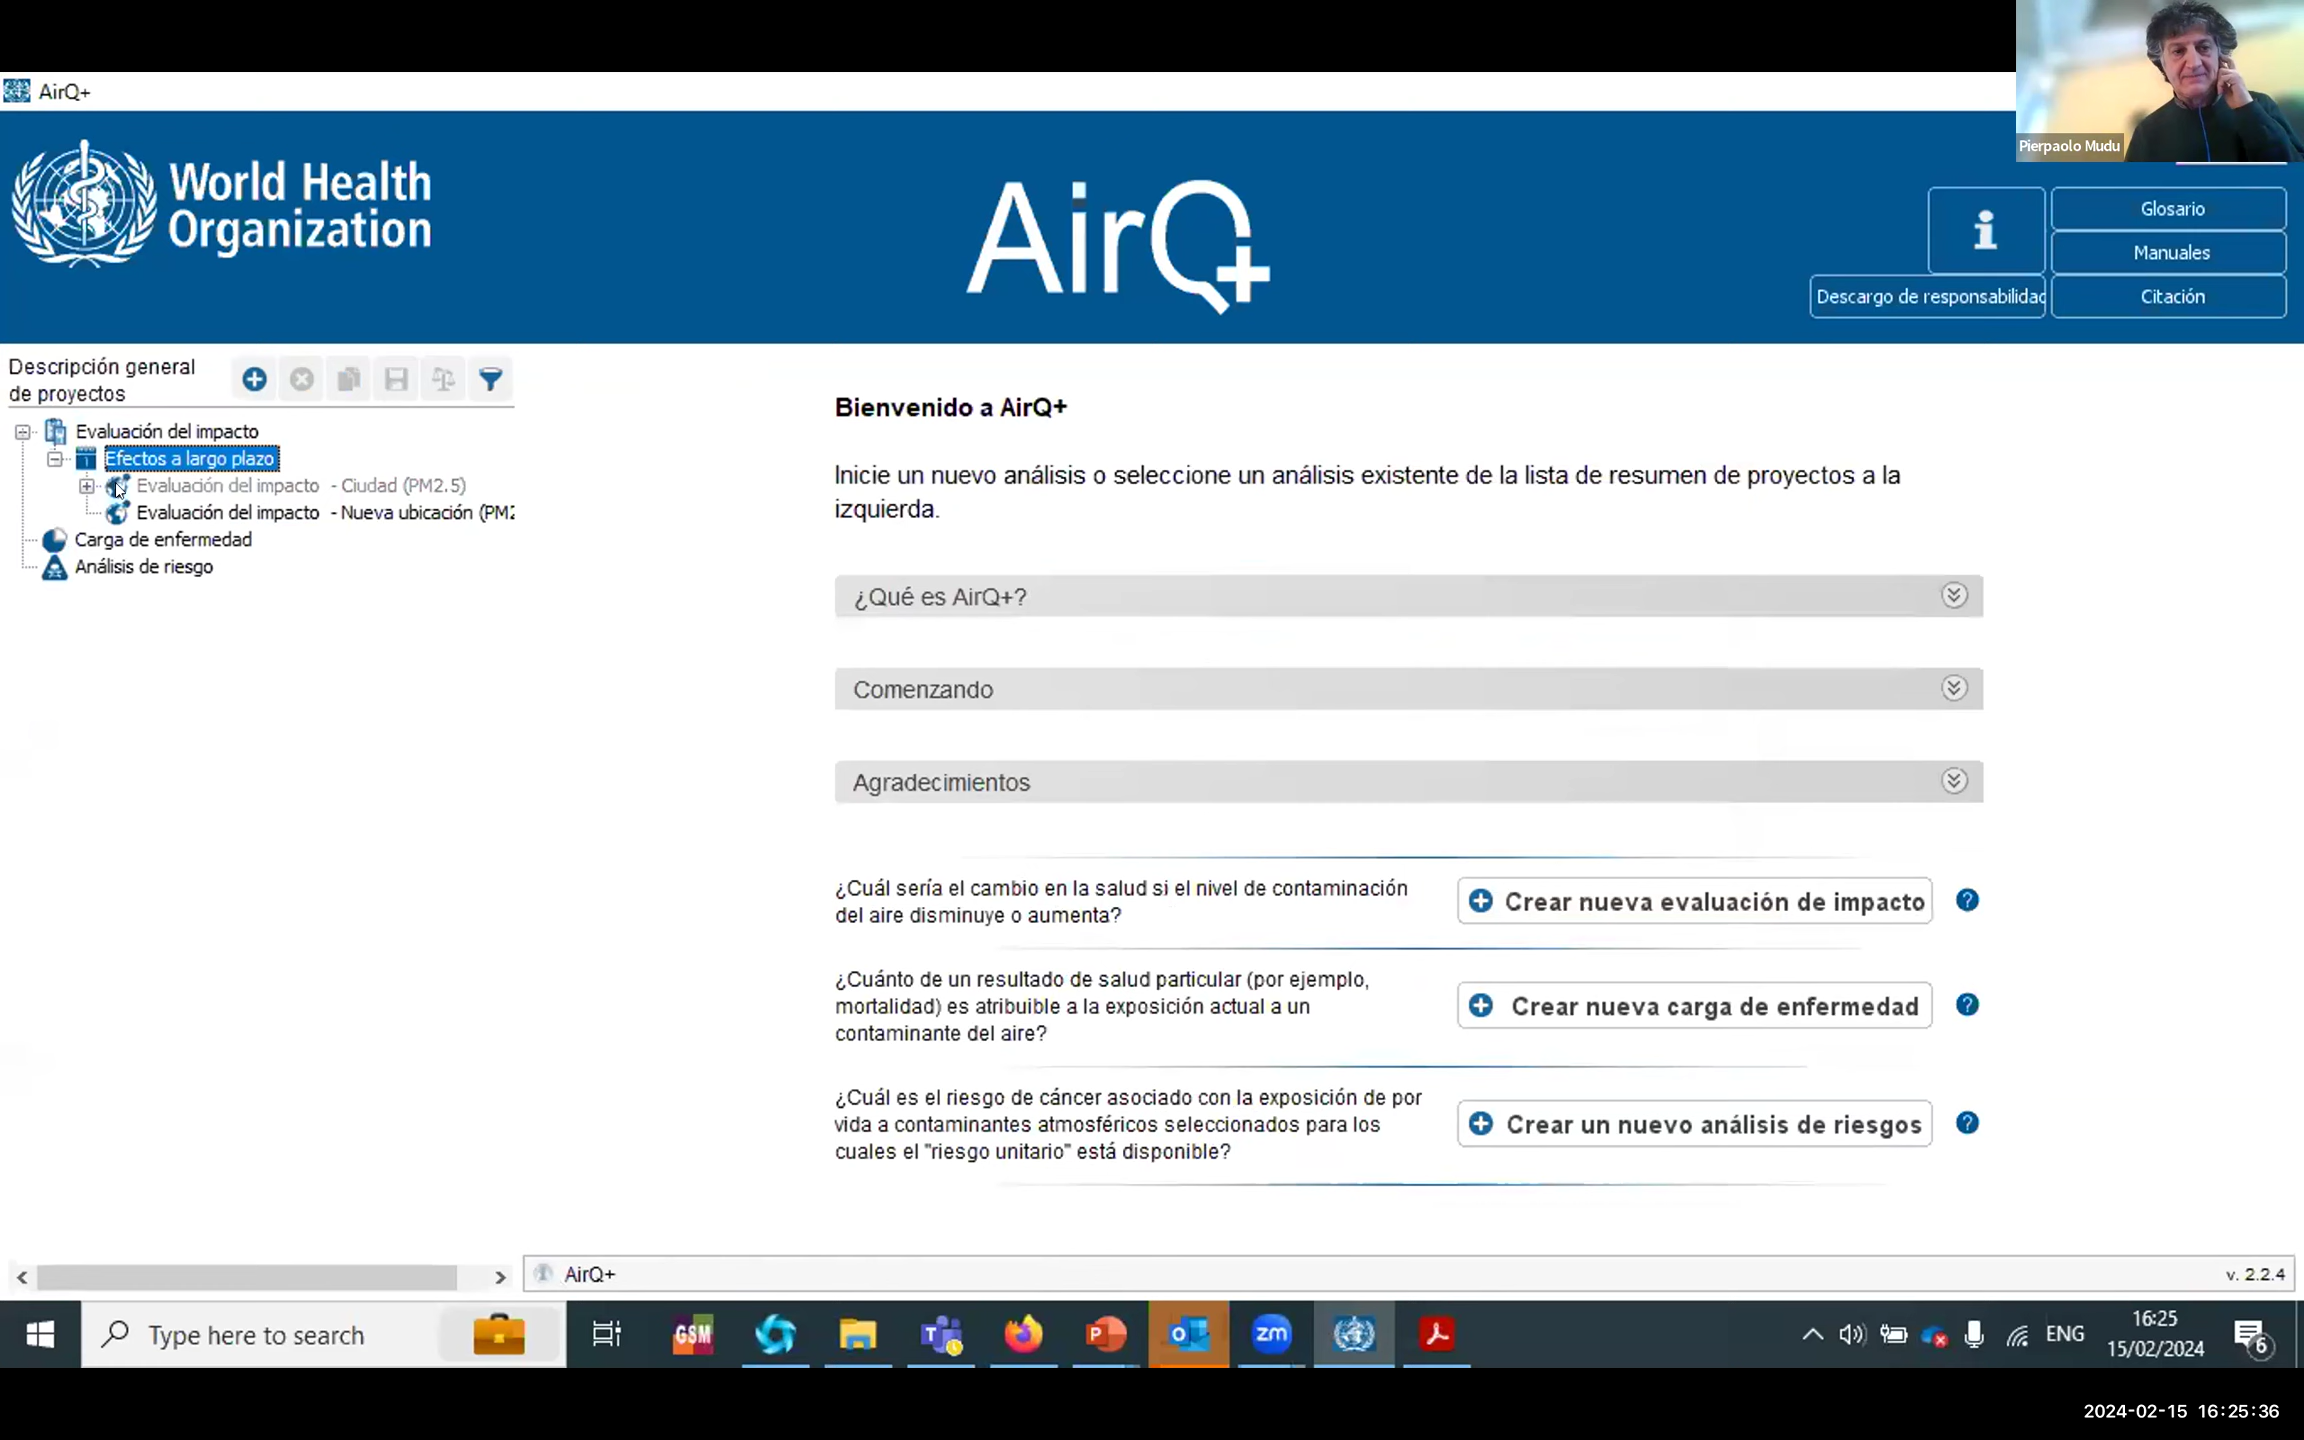 AirQ+
Pierpaolo Mudu
World Health
Organization
AirQ+
Glosario
Manuales
Descargo de responsabilidad
Citación
Descripción general
de proyectos
Evaluación del impacto
Efectos a largo plazo
Evaluación del impacto - Ciudad (PM2.5)
Evaluación del impacto - Nueva ubicación (PM2
Carga de enfermedad
Análisis de riesgo
Bienvenido a AirQ+
Inicie un nuevo análisis o seleccione un análisis existente de la lista de resumen de proyectos a la
izquierda.
¿Qué es AirQ+?
Comenzando
Agradecimientos
¿Cuál sería el cambio en la salud si el nivel de contaminación
del aire disminuye o aumenta?
Crear nueva evaluación de impacto
¿Cuánto de un resultado de salud particular (por ejemplo,
mortalidad) es atribuible a la exposición actual a un
contaminante del aire?
Crear nueva carga de enfermedad
¿Cuál es el riesgo de cáncer asociado con la exposición de por
vida a contaminantes atmosféricos seleccionados para los
cuales el "riesgo unitario" está disponible?
Crear un nuevo análisis de riesgos
AirQ+
v. 2.2.4
Type here to search
GSM
zm
ENG
16:25
15/02/2024
6
2024-02-15 16:25:36